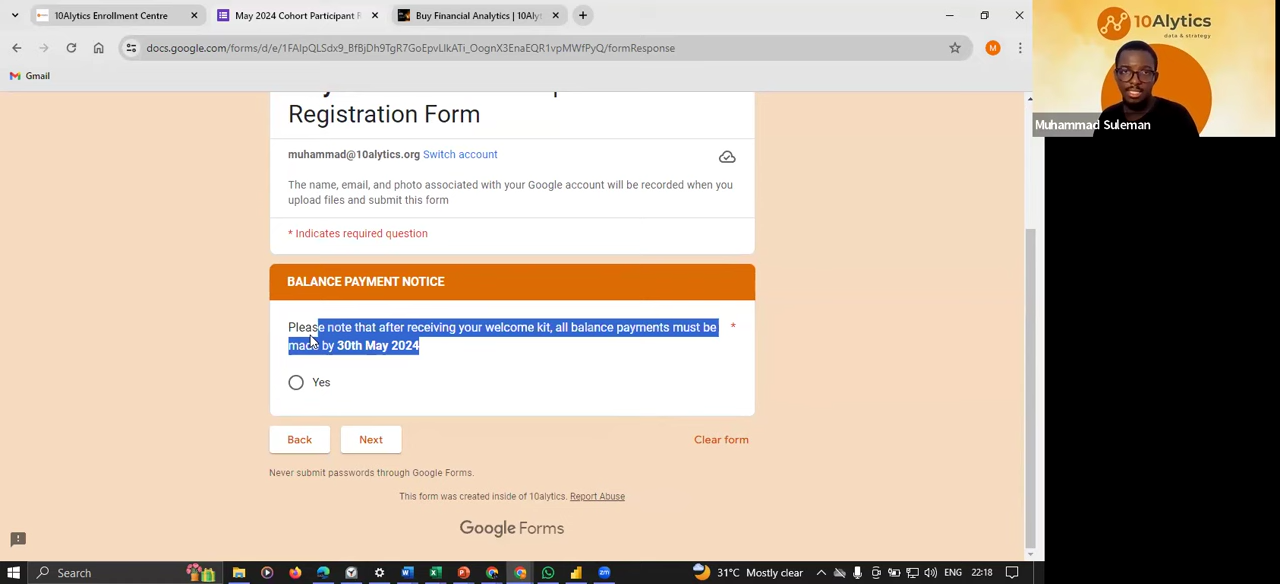 10Alytics Enrollment Centre
May 2024 Cohort Participant R
Buy Financial Analytics | 10Alyt
docs.google.com/forms/d/e/1FAIpQLSdx9_BfBjDh9TgR7GoEpvLIkATi_OognX3EnaEQR1vpMWfPyQ/formResponse
M
Gmail
10Alytics
data & strategy
Muhammad Suleman
Registration Form
muhammad@10alytics.org Switch account
The name, email, and photo associated with your Google account will be recorded when you
upload files and submit this form
* Indicates required question
BALANCE PAYMENT NOTICE
Please note that after receiving your welcome kit, all balance payments must be *
made by 30th May 2024
Yes
Back
Next
Clear form
Never submit passwords through Google Forms.
This form was created inside of 10alytics. Report Abuse
Google Forms
Search
31°C Mostly clear
ENG
22:18